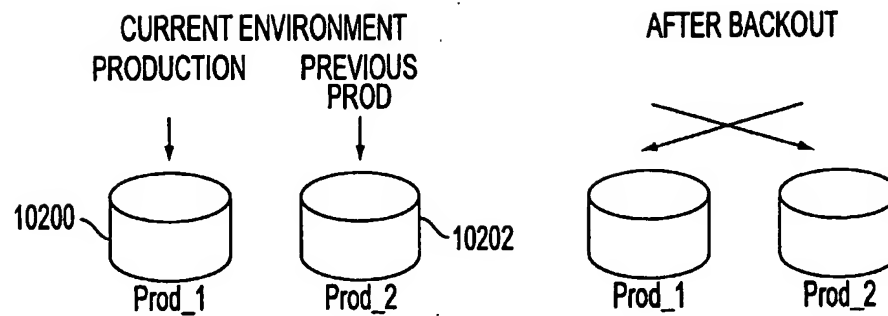 CURRENT ENVIRONMENT
PRODUCTION
PREVIOUS
PROD
10200
10202
Prod_1
Prod_2
AFTER BACKOUT
Prod_1
Prod_2